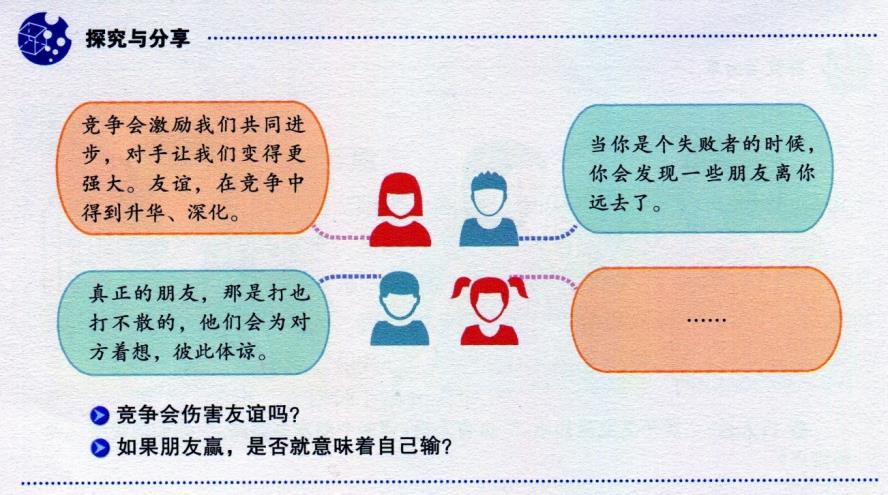 探究与分享
竞争会激励我们共同进
步，对手让我们变得更
强大。友谊，在竞争中
得到升华、深化。
当你是个失败者的时候，
你会发现一些朋友离你
远去了。
真正的朋友，那是打也
打不散的，他们会为对
方着想，彼此体谅。
……
竞争会伤害友谊吗？
如果朋友赢，是否就意味着自己输？